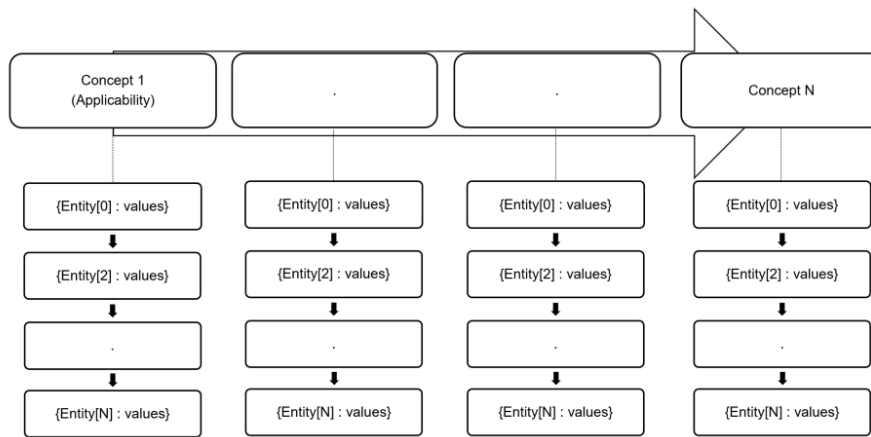 Concept 1
(Applicability)
.
.
Concept N
{Entity[0] : values}
{Entity[0] : values}
{Entity[0] : values}
{Entity[0] : values}
{Entity[2] : values}
{Entity[2] : values}
{Entity[2] : values}
{Entity[2] : values}
.
.
.
.
{Entity[N] : values}
{Entity[N] : values}
{Entity[N] : values}
{Entity[N] : values}